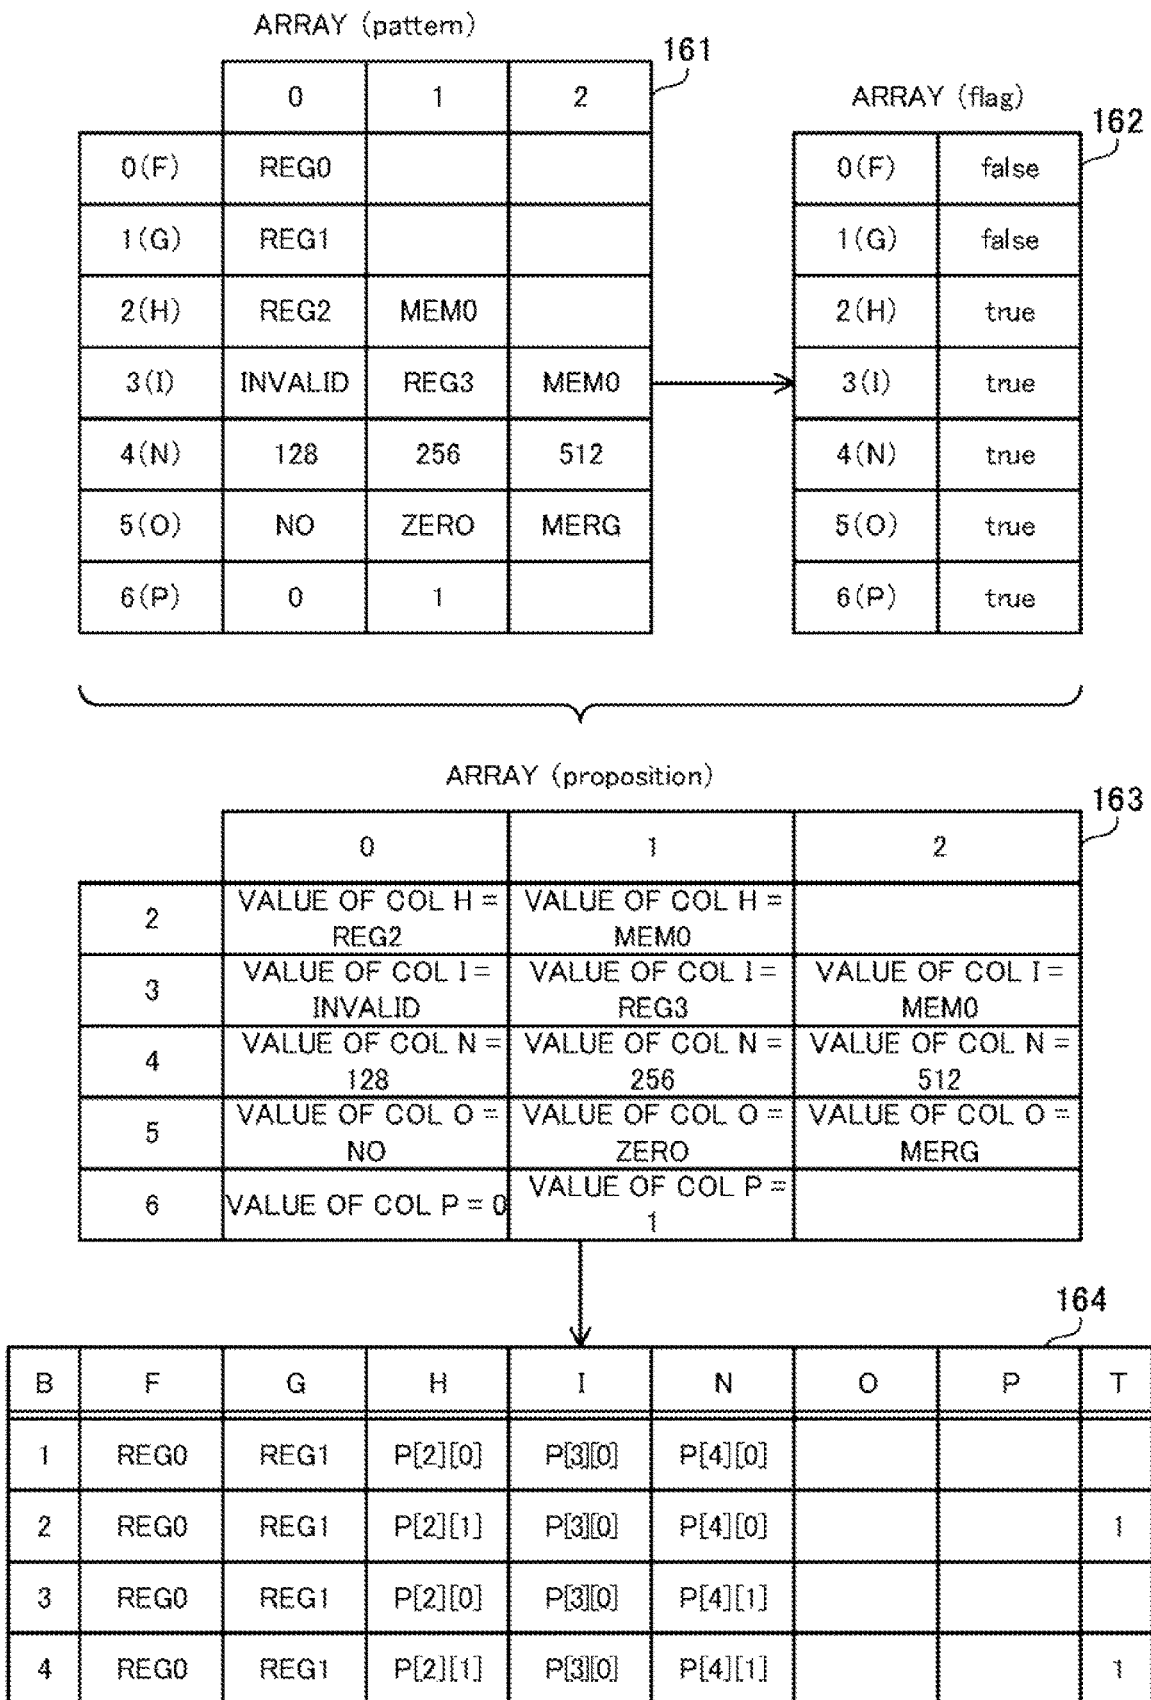 ARRAY (pattern)
161
0 1 2
0(F) REG0
1(G) REG1
2(H) REG2 MEM0
3(I) INVALID REG3 MEM0
4(N) 128 256 512
5(O) NO ZERO MERG
6(P) 0 1
ARRAY (flag)
162
0(F) false
1(G) false
2(H) true
3(I) true
4(N) true
5(O) true
6(P) true
ARRAY (proposition)
163
0 1 2
2 VALUE OF COL H = REG2 VALUE OF COL H = MEM0
3 VALUE OF COL I = INVALID VALUE OF COL I = REG3 VALUE OF COL I = MEM0
4 VALUE OF COL N = 128 VALUE OF COL N = 256 VALUE OF COL N = 512
5 VALUE OF COL O = NO VALUE OF COL O = ZERO VALUE OF COL O = MERG
6 VALUE OF COL P = 0 VALUE OF COL P = 1
164
B F G H I N O P T
1 REG0 REG1 P[2][0] P[3][0] P[4][0]
2 REG0 REG1 P[2][1] P[3][0] P[4][0] 1
3 REG0 REG1 P[2][0] P[3][0] P[4][1]
4 REG0 REG1 P[2][1] P[3][0] P[4][1] 1